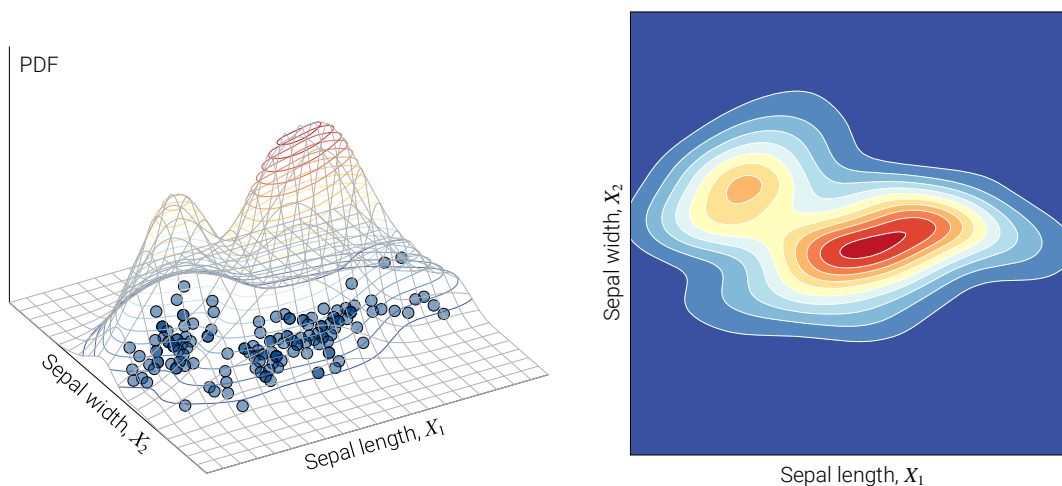 PDF
Sepal width, X₂
Sepal length, X₁
Sepal width, X₂
Sepal length, X₁